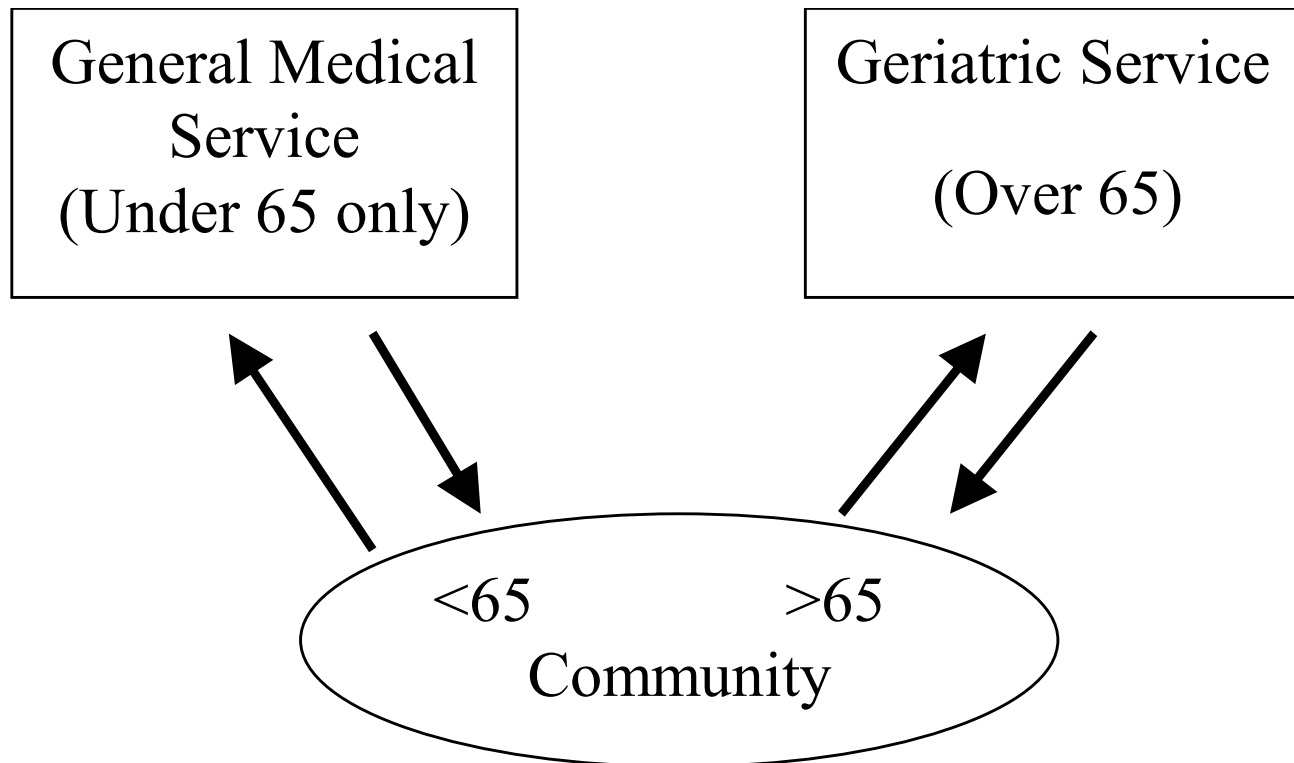 General Medical
Service
(Under 65 only)
Geriatric Service
(Over 65)
<65 >65
Community